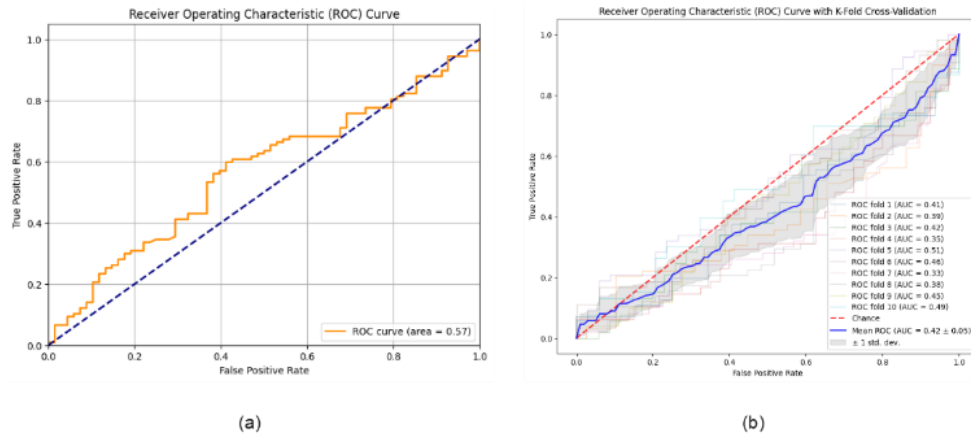 Receiver Operating Characteristic (ROC) Curve
1.0
0.8
0.6
0.4
0.2
0.0
True Positive Rate
0.0 0.2 0.4 0.6 0.8 1.0
False Positive Rate
ROC curve (area = 0.57)
(a)
Receiver Operating Characteristic (ROC) Curve with K-Fold Cross-Validation
1.0
0.8
0.6
0.4
0.2
0.0
True Positive Rate
0.0 0.2 0.4 0.6 0.8 1.0
False Positive Rate
ROC fold 1 (AUC = 0.41)
ROC fold 2 (AUC = 0.39)
ROC fold 3 (AUC = 0.42)
ROC fold 4 (AUC = 0.35)
ROC fold 5 (AUC = 0.51)
ROC fold 6 (AUC = 0.46)
ROC fold 7 (AUC = 0.33)
ROC fold 8 (AUC = 0.38)
ROC fold 9 (AUC = 0.45)
ROC fold 10 (AUC = 0.49)
Chance
Mean ROC (AUC = 0.42 ± 0.05)
± 1 std. dev.
(b)